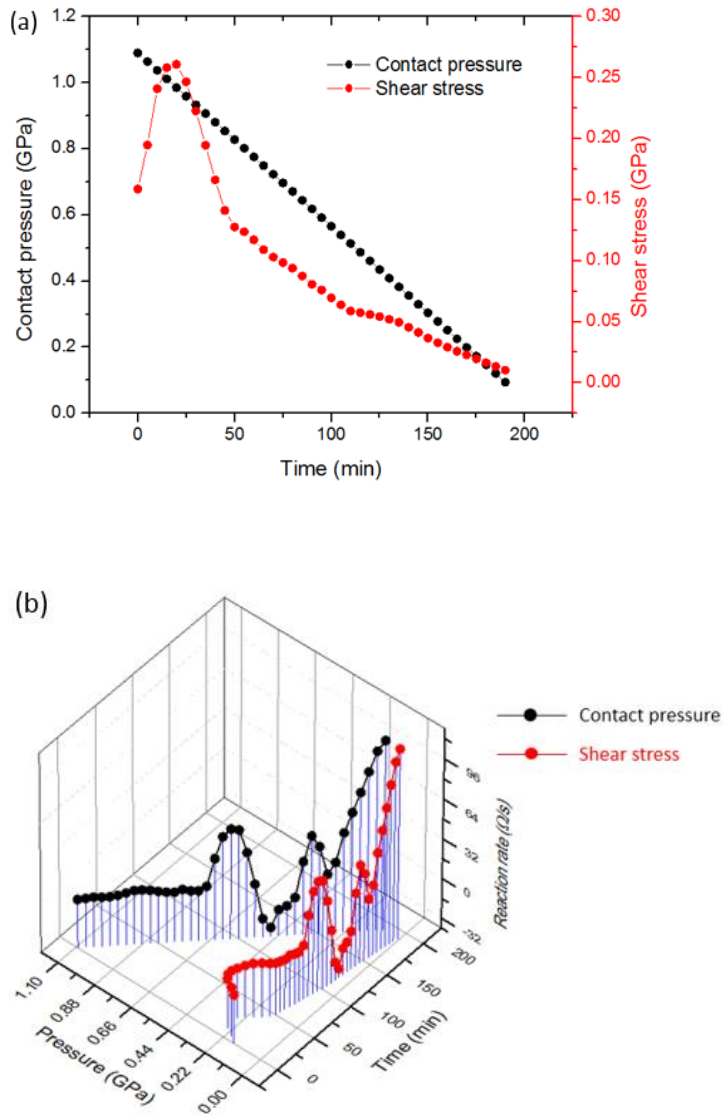 (a)
Contact pressure (GPa)
1.2
1.0
0.8
0.6
0.4
0.2
0.0
Contact pressure
Shear stress
0.30
0.25
0.20
0.15
0.10
0.05
0.00
Shear stress (GPa)
0
50
100
150
200
Time (min)
(b)
Contact pressure
Shear stress
96
64
32
0
-32
Reaction rate (Ω/s)
200
150
100
50
0
Time (min)
1.10
0.88
0.66
0.44
0.22
0.00
Pressure (GPa)